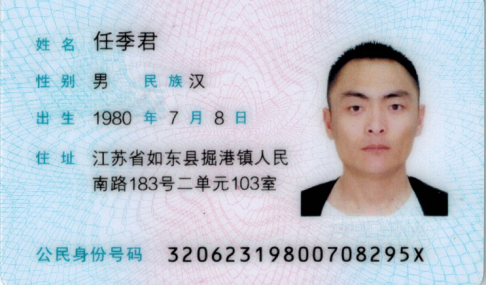 姓名 任季君
性别 男 民族 汉
出生 1980 年 7 月 8 日
住址 江苏省如东县掘港镇人民
南路183号二单元103室
公民身份号码 32062319800708295X